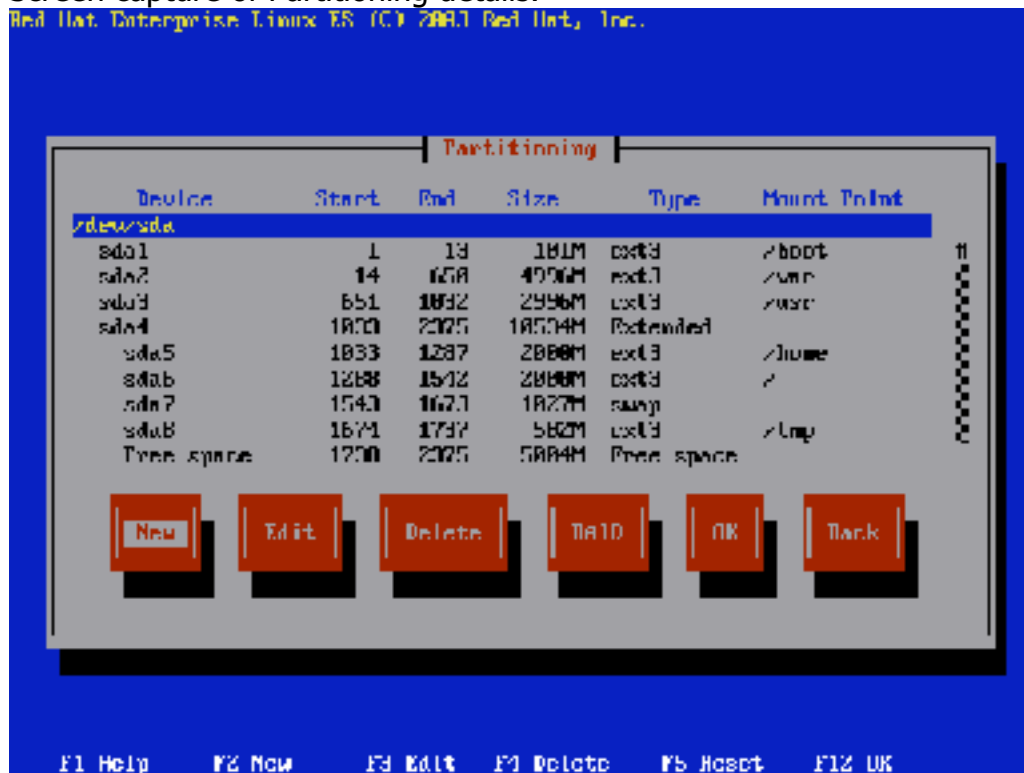 Screen capture of Partitioning details.
Red Hat Enterprise Linux ES (C) 2003 Red Hat, Inc.
Partitioning
Device Start End Size Type Mount Point
/dev/sda
sda1 1 13 101M ext3 /boot
sda2 14 650 4996M ext3 /var
sda3 651 1032 2996M ext3 /usr
sda4 1033 2375 10534M Extended
sda5 1033 1287 2000M ext3 /home
sda6 1288 1542 2000M ext3 /
sda7 1543 1673 1027M swap
sda8 1674 1737 502M ext3 /tmp
Free space 1738 2375 5004M Free space
New Edit Delete RAID OK Back
F1 Help F2 New F3 Edit F4 Delete F5 Reset F12 OK